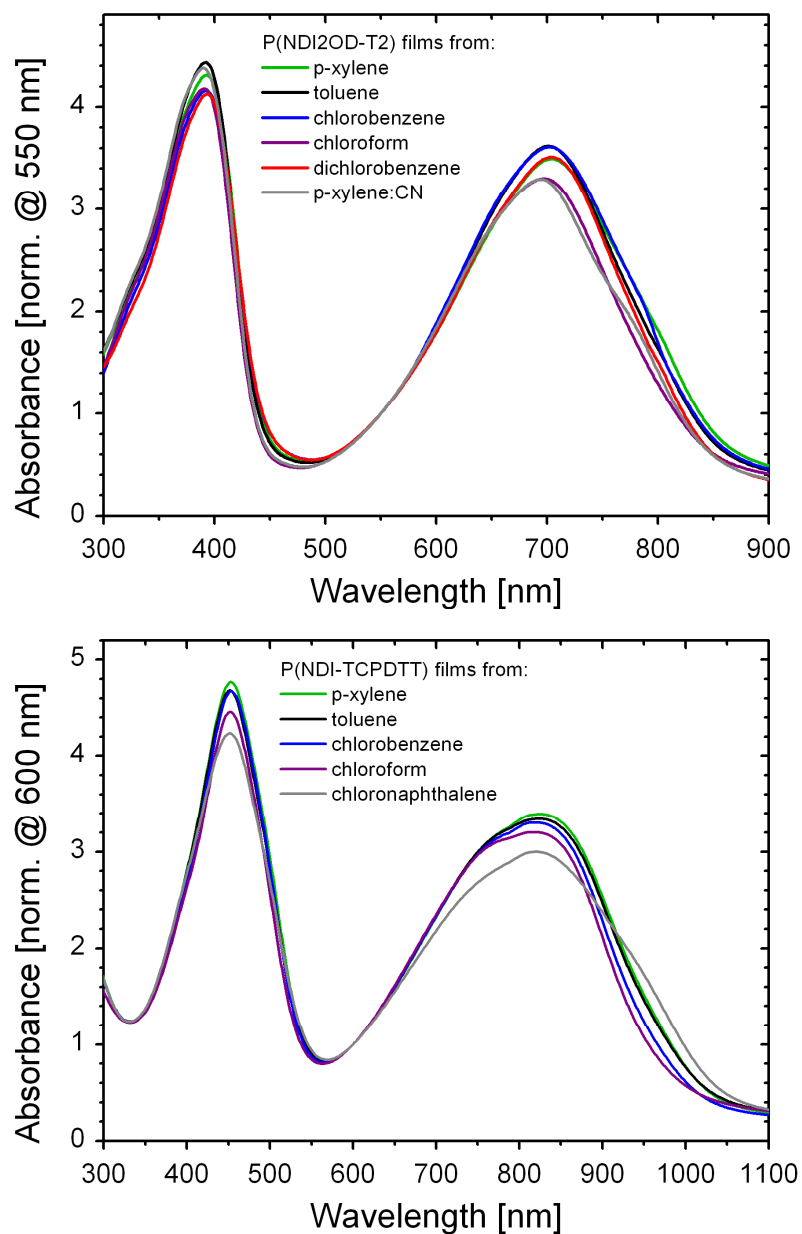 P(NDI2OD-T2) films from:
p-xylene
toluene
chlorobenzene
chloroform
dichlorobenzene
p-xylene:CN
Absorbance [norm. @ 550 nm]
4
3
2
1
0
300 400 500 600 700 800 900
Wavelength [nm]
P(NDI-TCPDTT) films from:
p-xylene
toluene
chlorobenzene
chloroform
chloronaphthalene
Absorbance [norm. @ 600 nm]
5
4
3
2
1
0
300 400 500 600 700 800 900 1000 1100
Wavelength [nm]